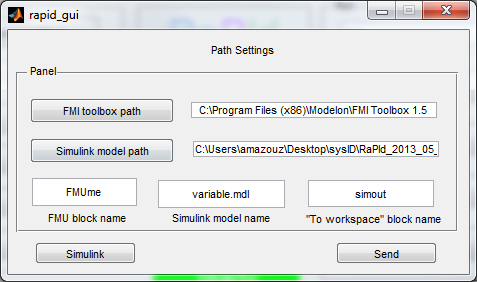 rapid_gui
Path Settings
Panel
FMI toolbox path
C:\Program Files (x86)\Modelon\FMI Toolbox 1.5
Simulink model path
C:\Users\amazouz\Desktop\sysID\RaPId_2013_05_
FMUme
variable.mdl
simout
FMU block name
Simulink model name
"To workspace" block name
Simulink
Send